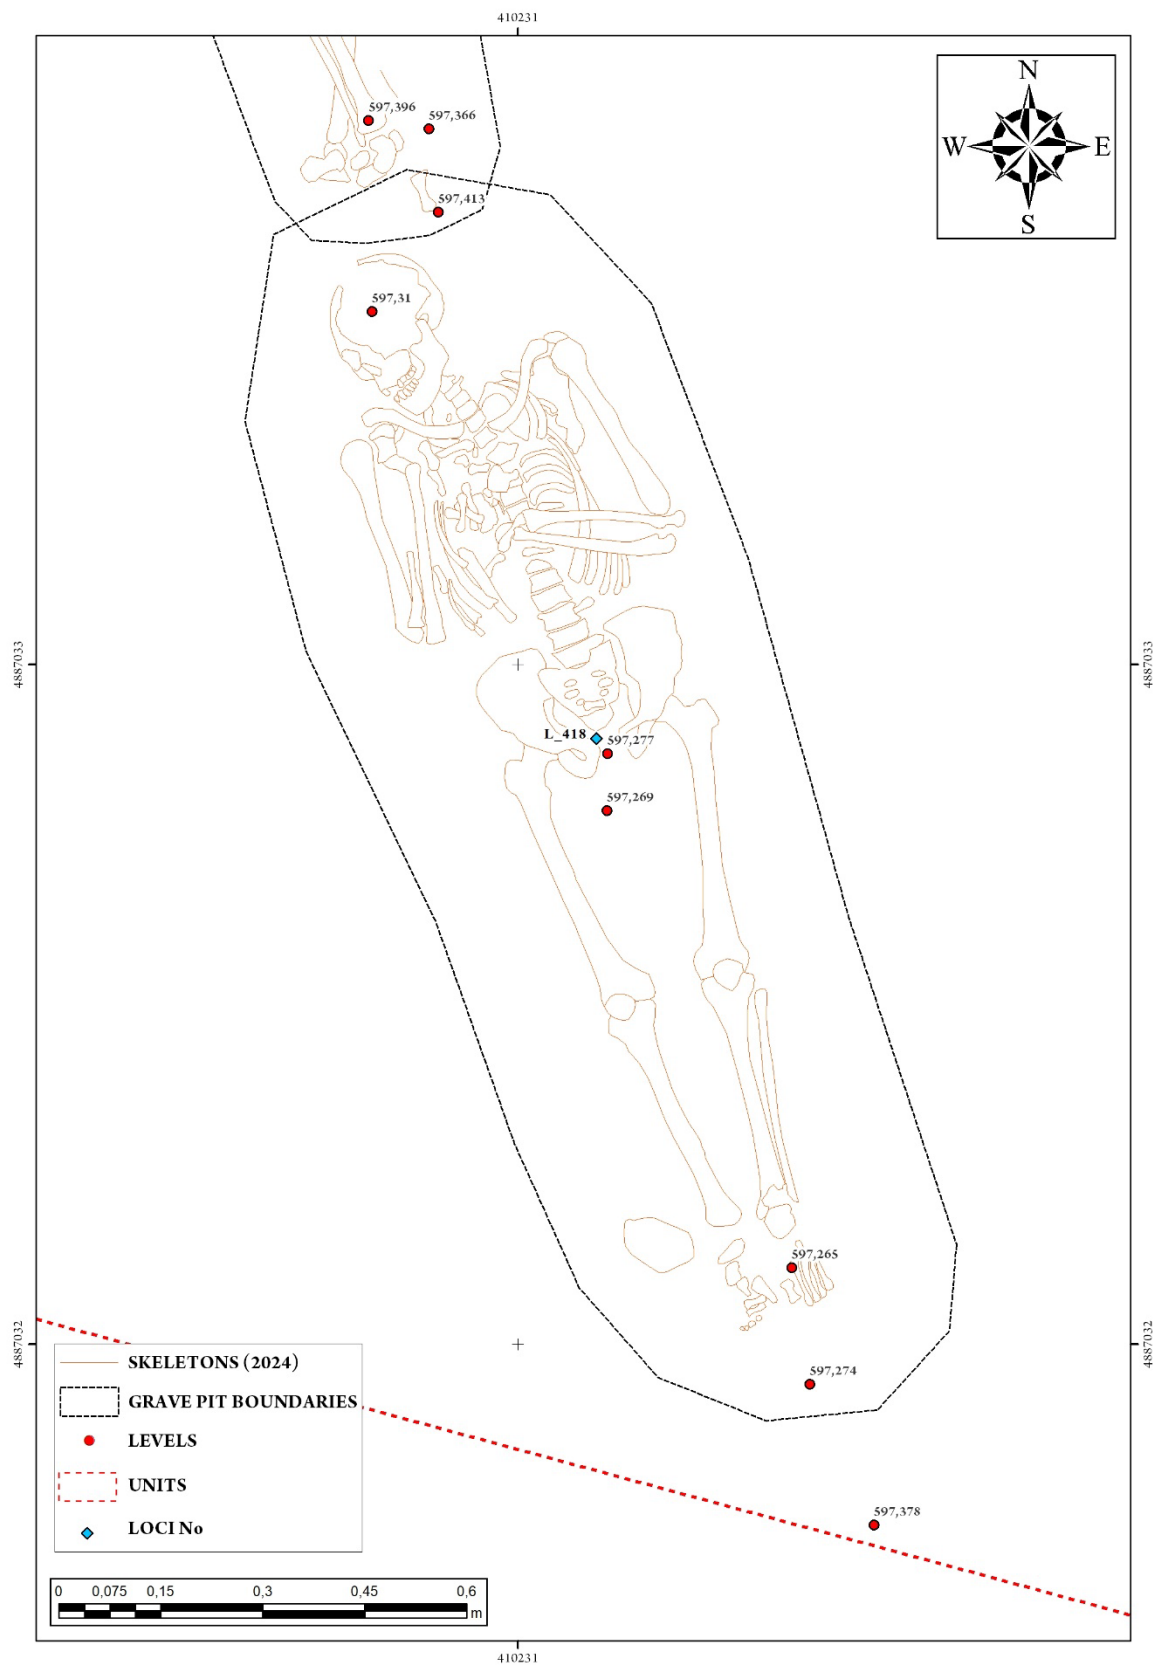 410231
N
W E
S
597,396
597,366
597,413
597,31
4887033
4887033
L_418
597,277
597,269
597,265
4887032
4887032
597,274
597,378
SKELETONS (2024)
GRAVE PIT BOUNDARIES
LEVELS
UNITS
LOCI No
0 0,075 0,15 0,3 0,45 0,6
m
410231